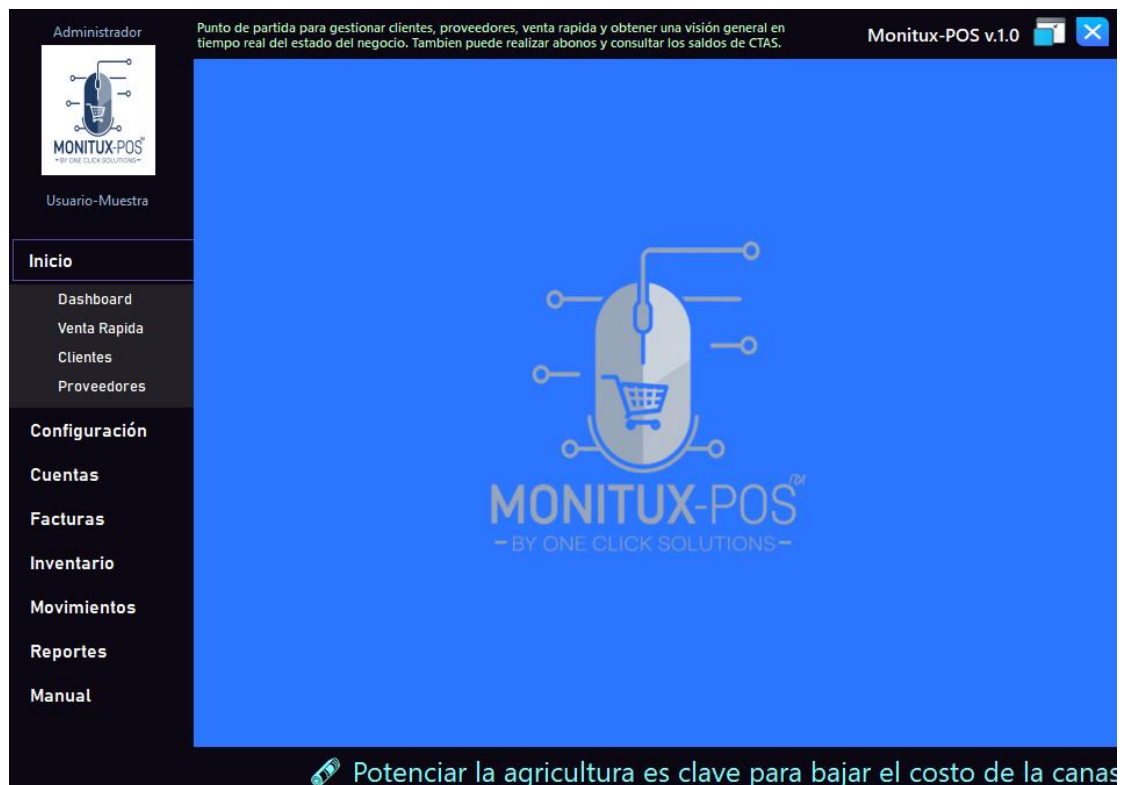 Administrador
Punto de partida para gestionar clientes, proveedores, venta rapida y obtener una visión general en
tiempo real del estado del negocio. Tambien puede realizar abonos y consultar los saldos de CTAS.
Monitux-POS v.1.0
MONITUX-POS
-BY ONE CLICK SOLUTIONS-
Usuario-Muestra
Inicio
Dashboard
Venta Rapida
Clientes
Proveedores
Configuración
Cuentas
Facturas
Inventario
Movimientos
Reportes
Manual
MONITUX-POS TM
- BY ONE CLICK SOLUTIONS -
Potenciar la agricultura es clave para bajar el costo de la canas